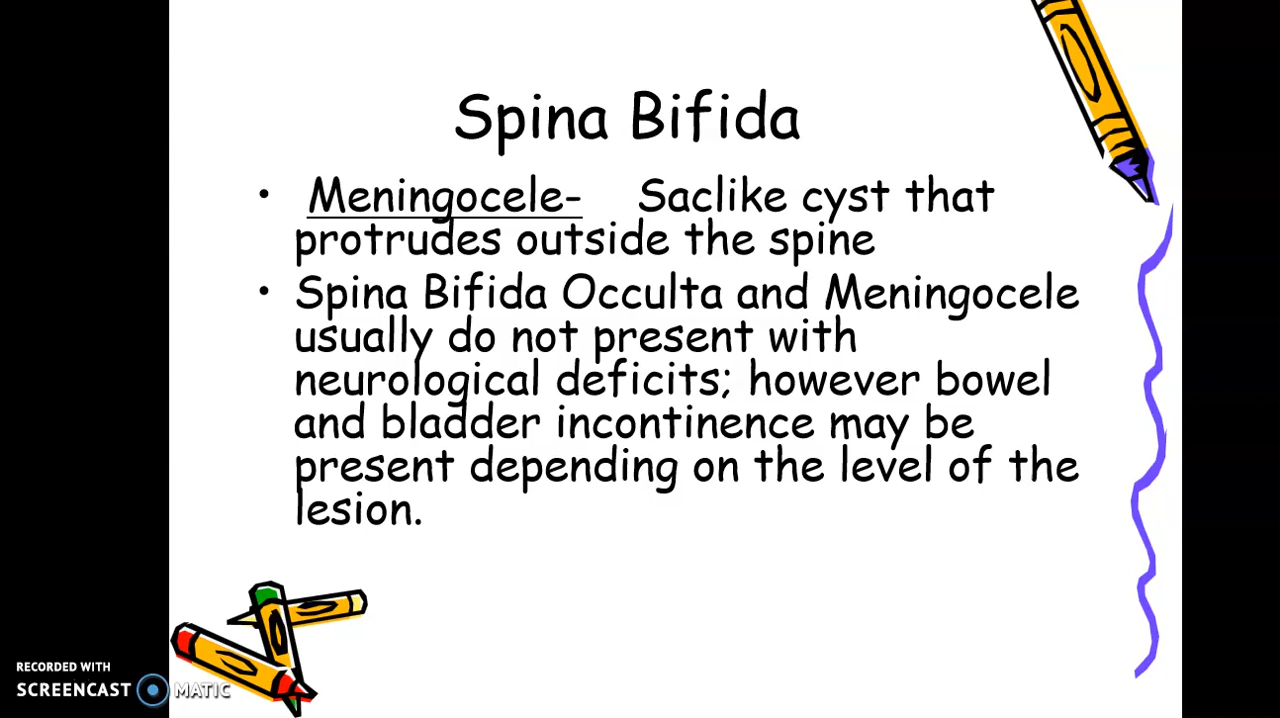 Spina Bifida
• Meningocele- Saclike cyst that
protrudes outside the spine
• Spina Bifida Occulta and Meningocele
usually do not present with
neurological deficits; however bowel
and bladder incontinence may be
present depending on the level of the
lesion.
RECORDED WITH
SCREENCAST MATIC